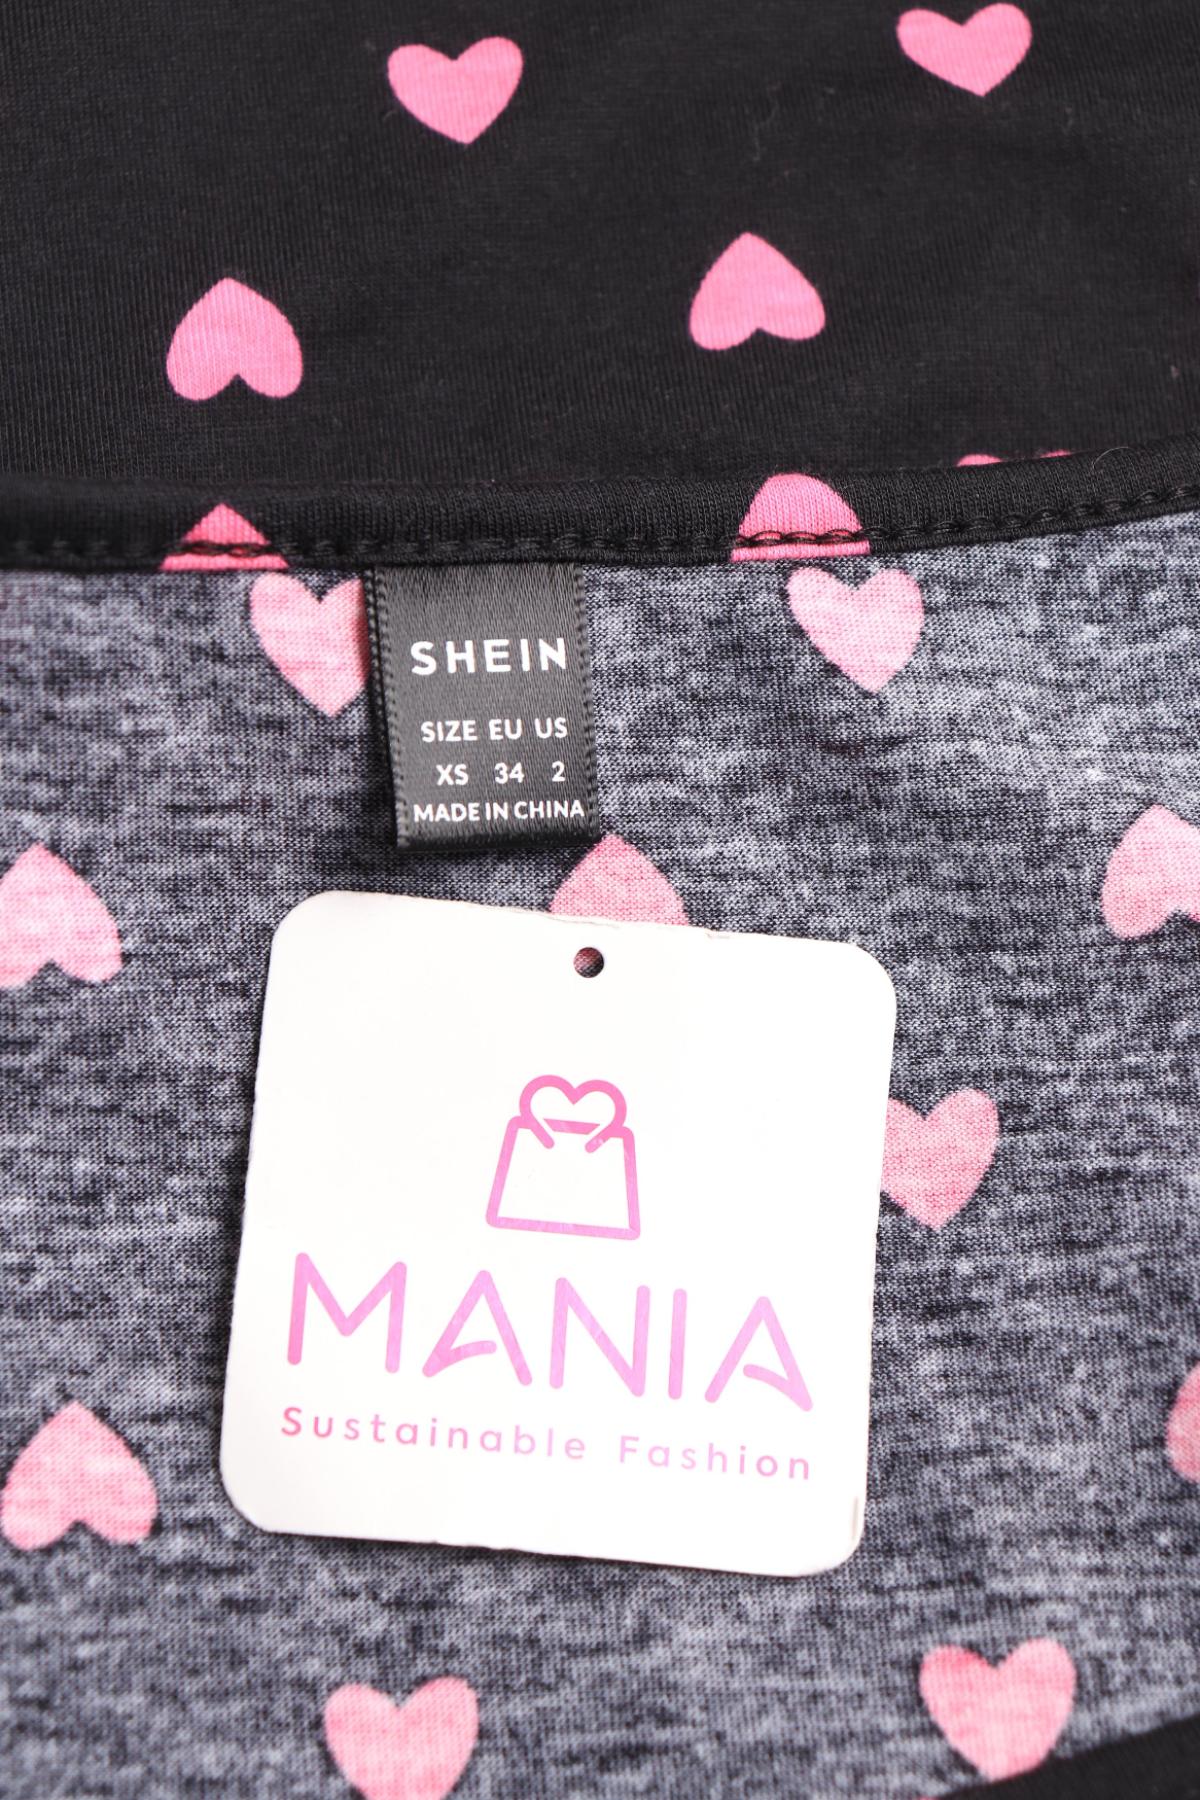 SHEIN
SIZE EU US
XS 34 2
MADE IN CHINA
MANIA
Sustainable Fashion